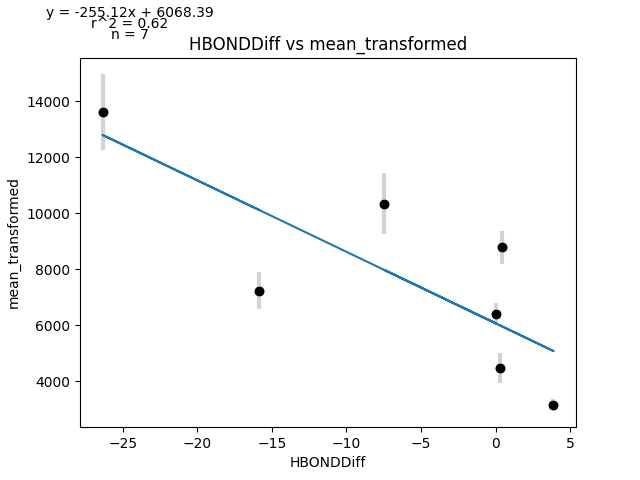 y = -255.12x + 6068.39
r^2 = 0.62
n = 7
HBONDDiff vs mean_transformed
14000
12000
10000
8000
6000
4000
mean_transformed
−25
−20
−15
−10
−5
0
5
HBONDDiff